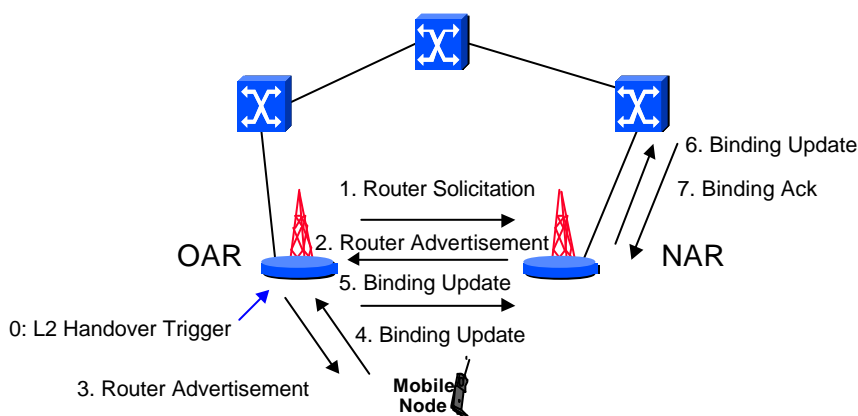 6. Binding Update
1. Router Solicitation
7. Binding Ack
OAR
2. Router Advertisement
NAR
5. Binding Update
0: L2 Handover Trigger
4. Binding Update
3. Router Advertisement
Mobile
Node